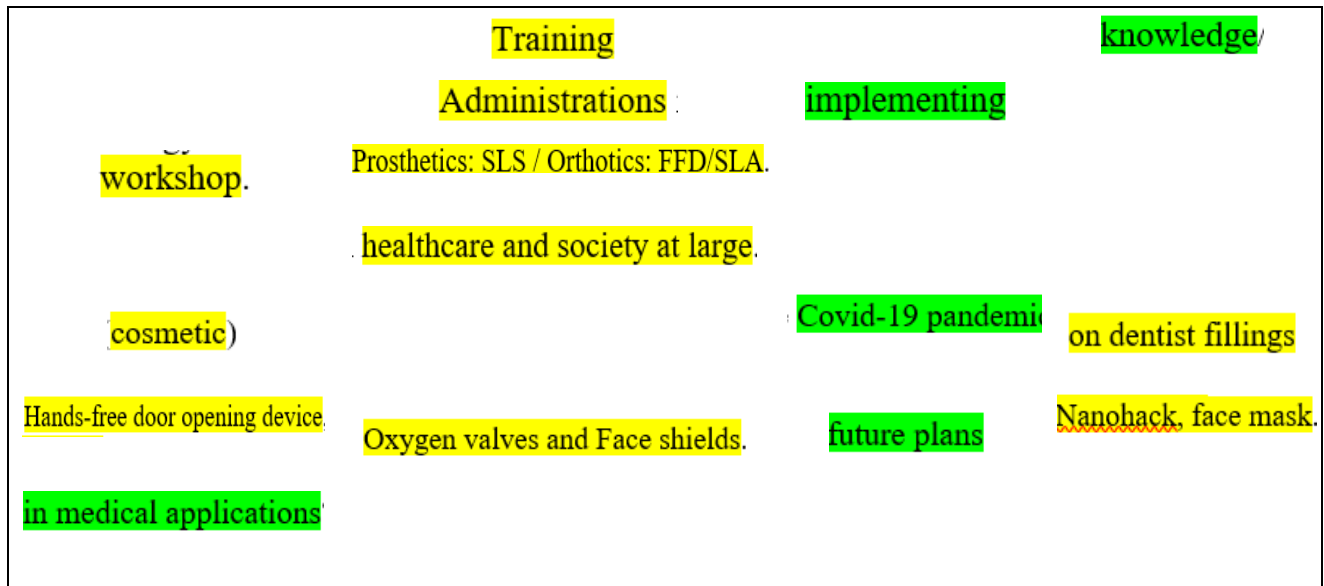 Training
knowledge/
Administrations :
implementing
Prosthetics: SLS / Orthotics: FFD/SLA.
workshop.
healthcare and society at large.
Covid-19 pandemic
(cosmetic)
on dentist fillings
Hands-free door opening device.
Nanohack, face mask.
Oxygen valves and Face shields.
future plans
in medical applications